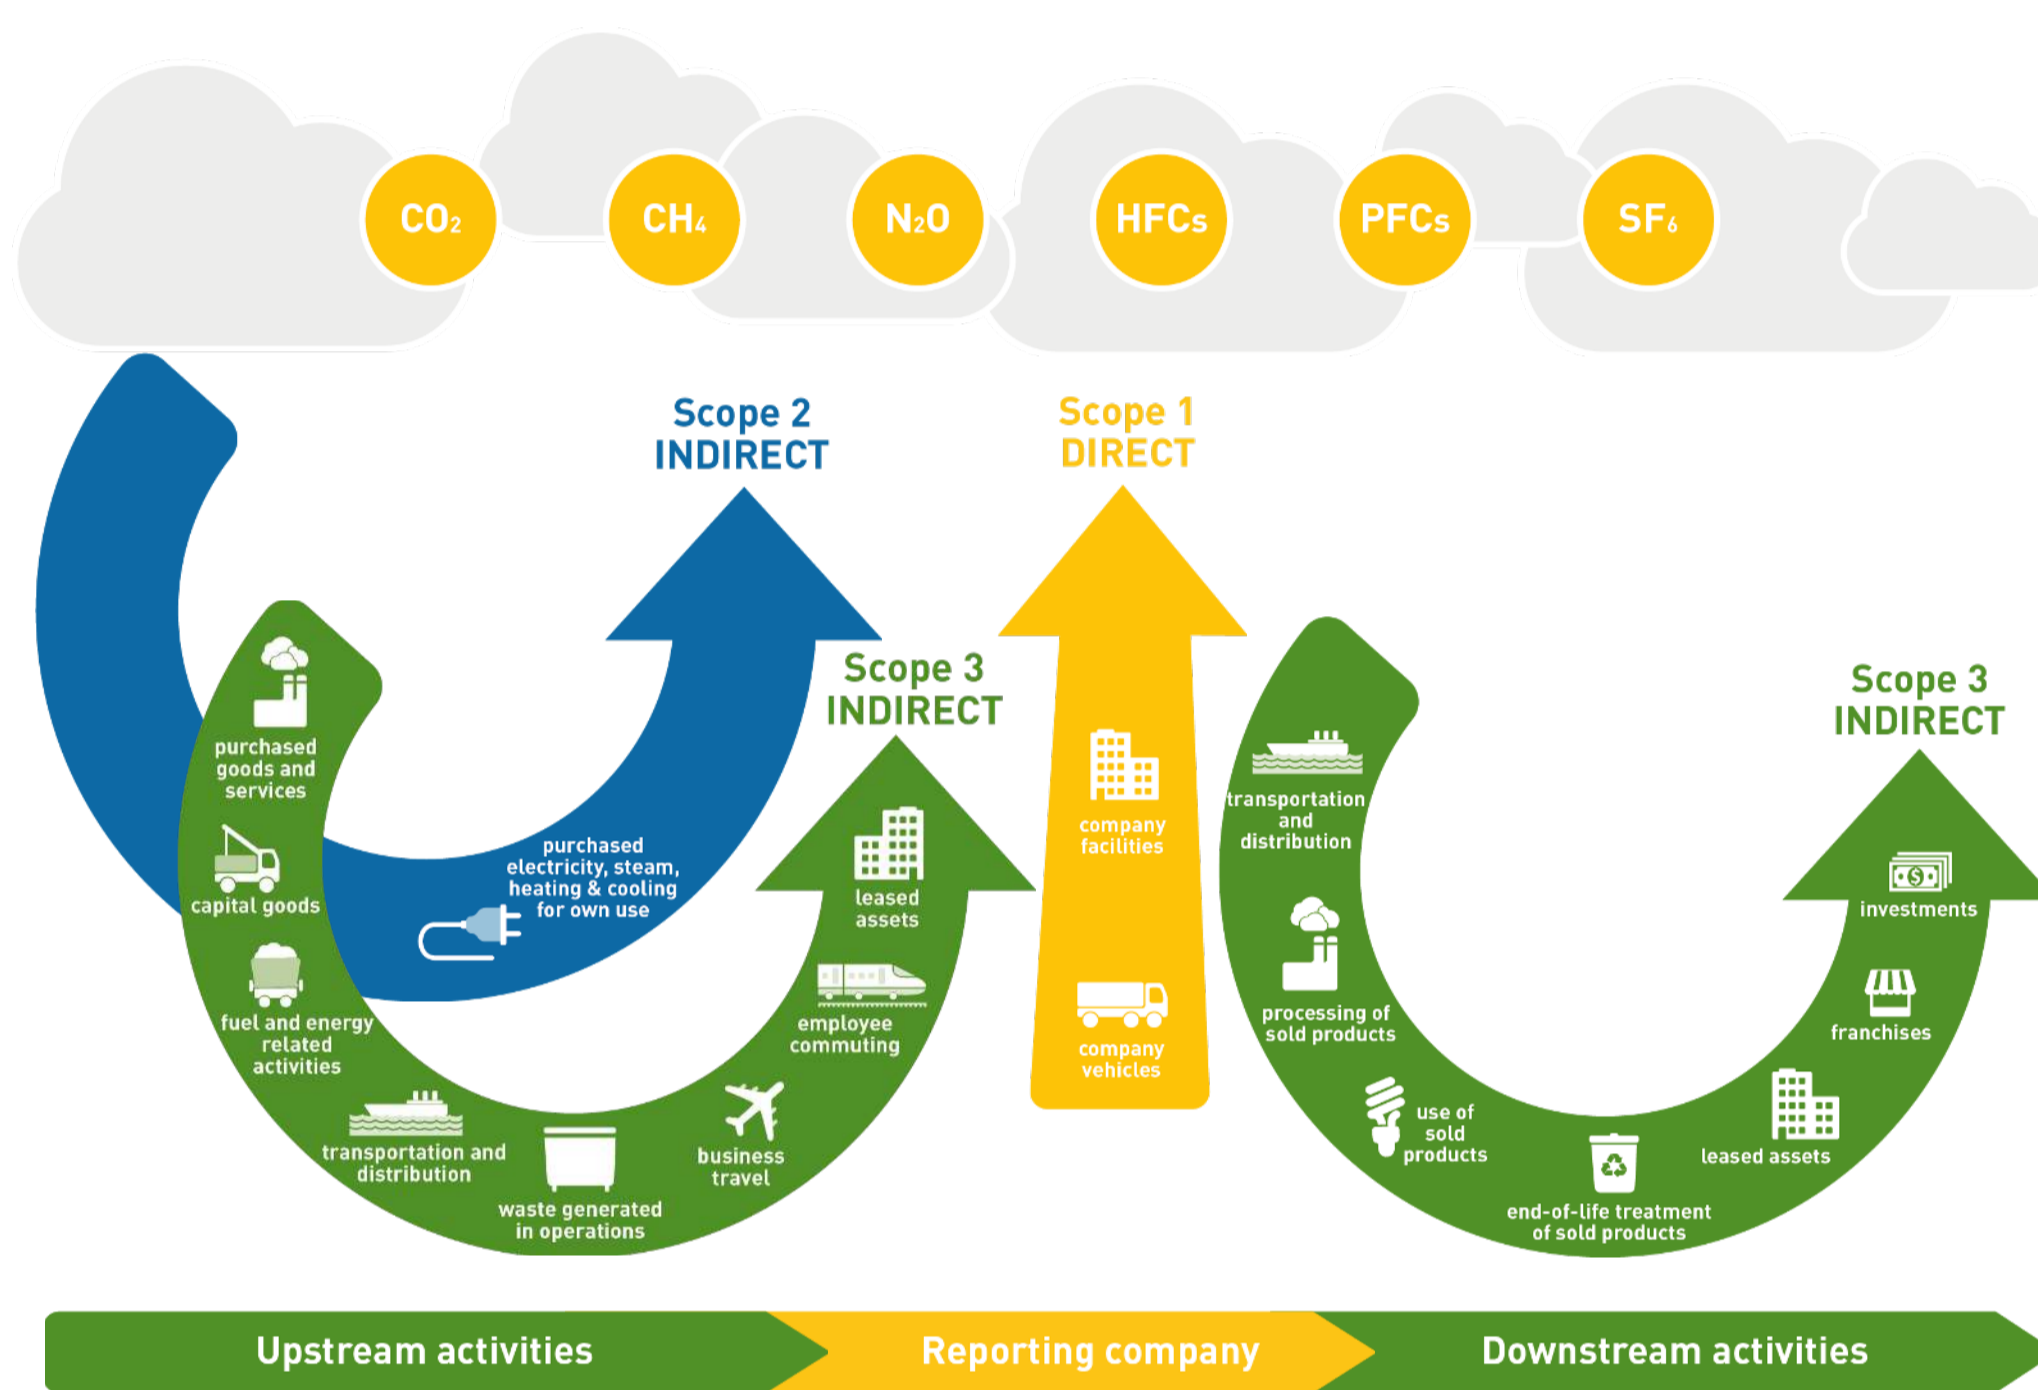 CO₂
CH₄
N₂O
HFCs
PFCs
SF₆
Scope 2
INDIRECT
Scope 1
DIRECT
Scope 3
INDIRECT
Scope 3
INDIRECT
purchased
goods and
services
capital goods
fuel and energy
related
activities
transportation and
distribution
waste generated
in operations
business
travel
employee
commuting
leased
assets
purchased
electricity, steam,
heating & cooling
for own use
company
facilities
company
vehicles
transportation
and
distribution
processing of
sold products
use of
sold
products
end-of-life treatment
of sold products
leased assets
franchises
investments
Upstream activities
Reporting company
Downstream activities